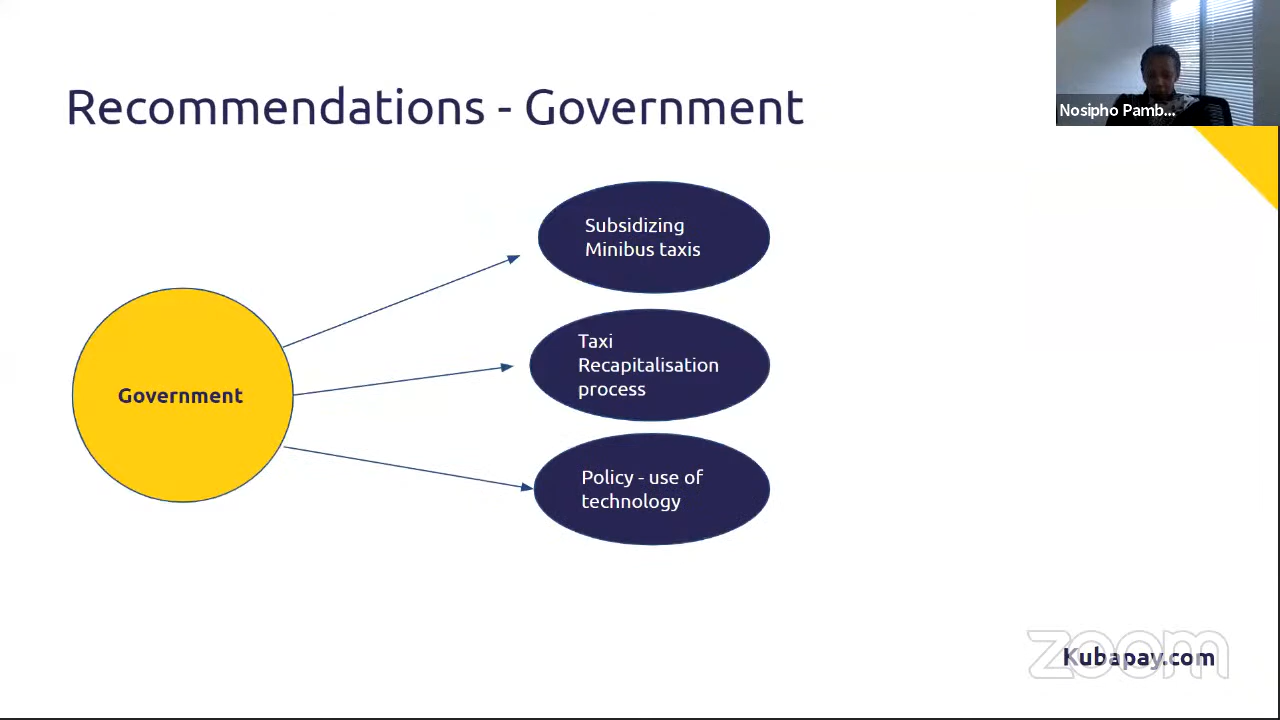 Recommendations - Government
Nosipho Pamb...
Subsidizing
Minibus taxis
Taxi
Recapitalisation
process
Government
Policy - use of
technology
zoom
Kubapay.com